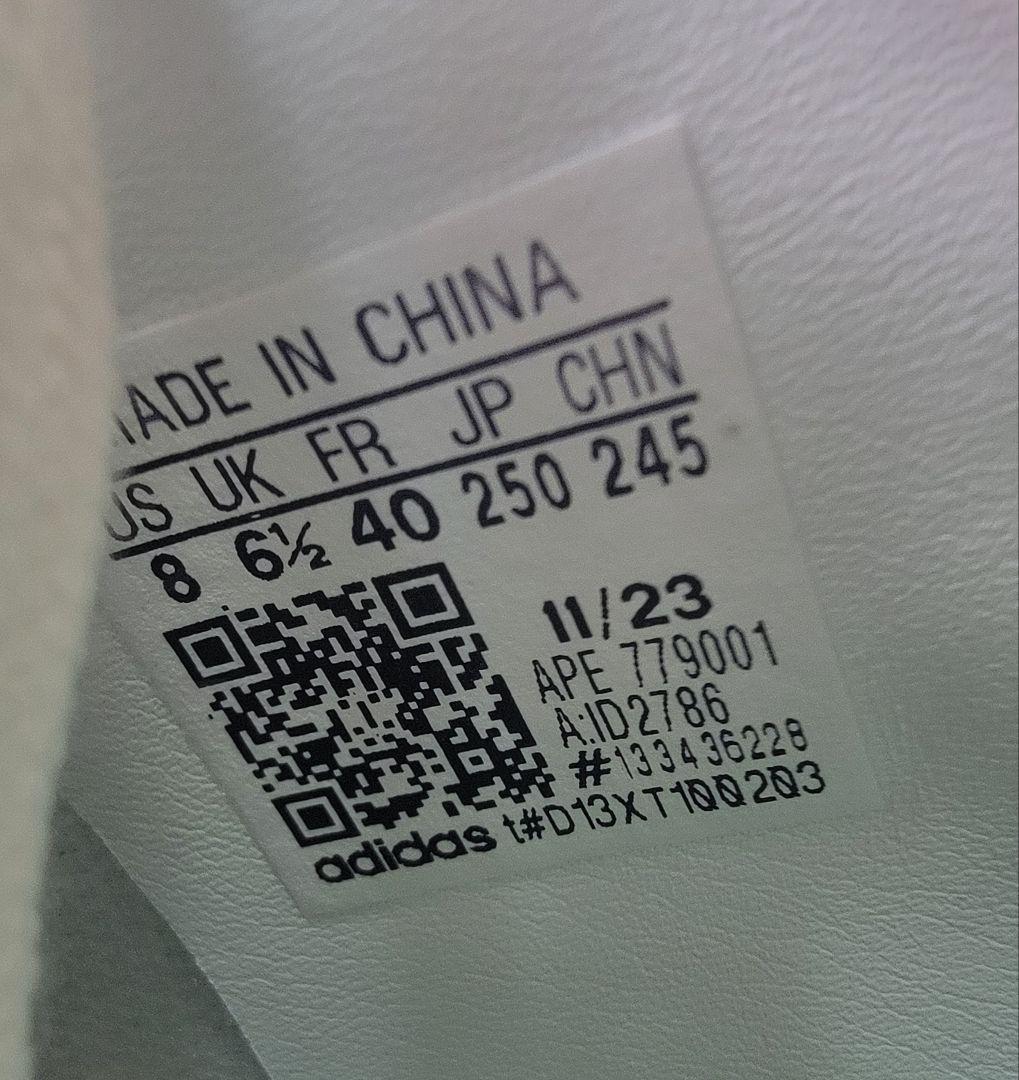 MADE IN CHINA
US UK FR JP CHN
8 6½ 40 250 245
11/23
APE 779001
A:ID2786
#133436228
adidas t#D13XT100203